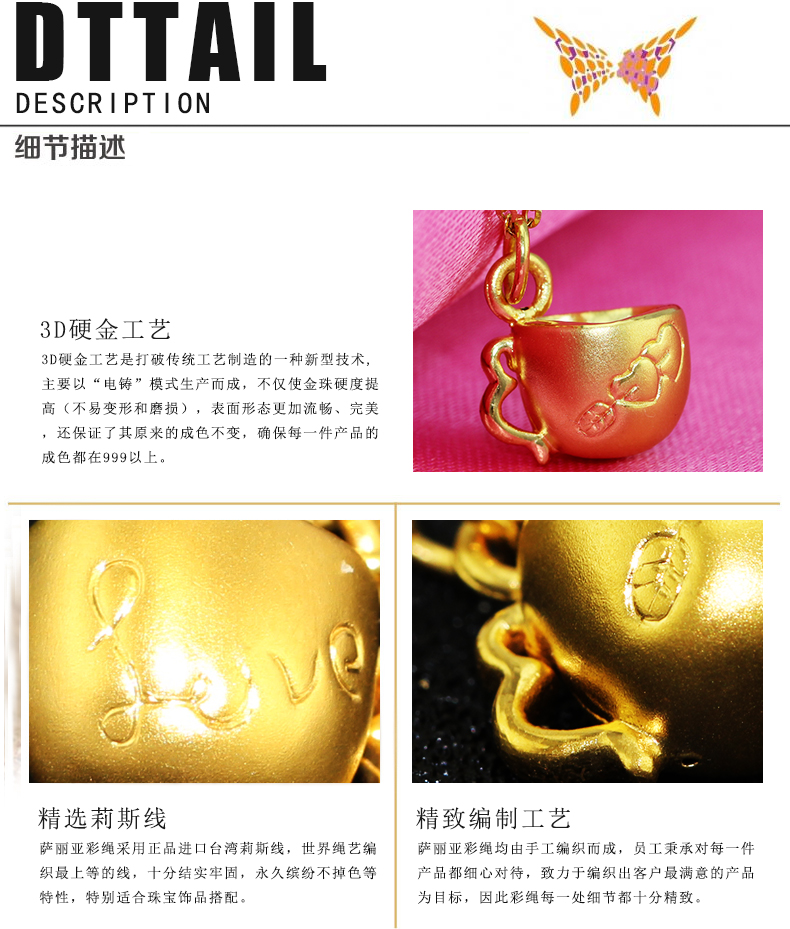 DTTAIL
DESCRIPTION
细节描述
3D硬金工艺
3D硬金工艺是打破传统工艺制造的一种新型技术,
主要以“电铸”模式生产而成，不仅使金珠硬度提
高（不易变形和磨损），表面形态更加流畅、完美
，还保证了其原来的成色不变，确保每一件产品的
成色都在999以上。
Love
精选莉斯线
萨丽亚彩绳采用正品进口台湾莉斯线，世界绳艺编
织最上等的线，十分结实牢固，永久缤纷不掉色等
特性，特别适合珠宝饰品搭配。
精致编制工艺
萨丽亚彩绳均由手工编织而成，员工秉承对每一件
产品都细心对待，致力于编织出客户最满意的产品
为目标，因此彩绳每一处细节都十分精致。